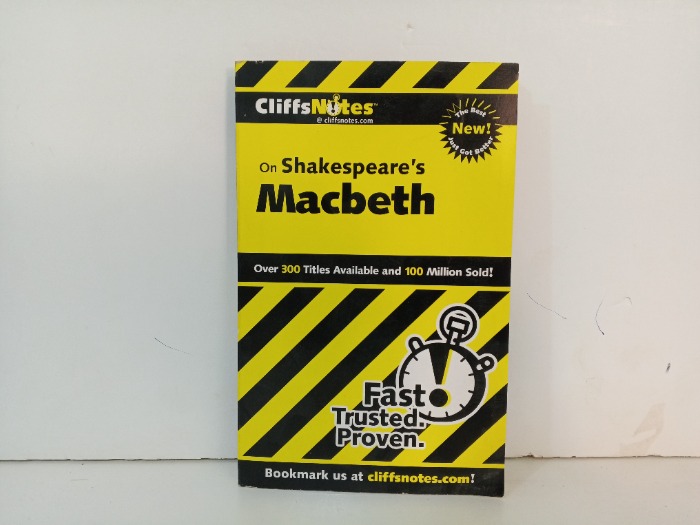 CliffsNotes™
@ cliffsnotes.com
The Best
New!
Just Got Better
On Shakespeare's
Macbeth
Over 300 Titles Available and 100 Million Sold!
Fast.
Trusted.
Proven.
Bookmark us at cliffsnotes.com!